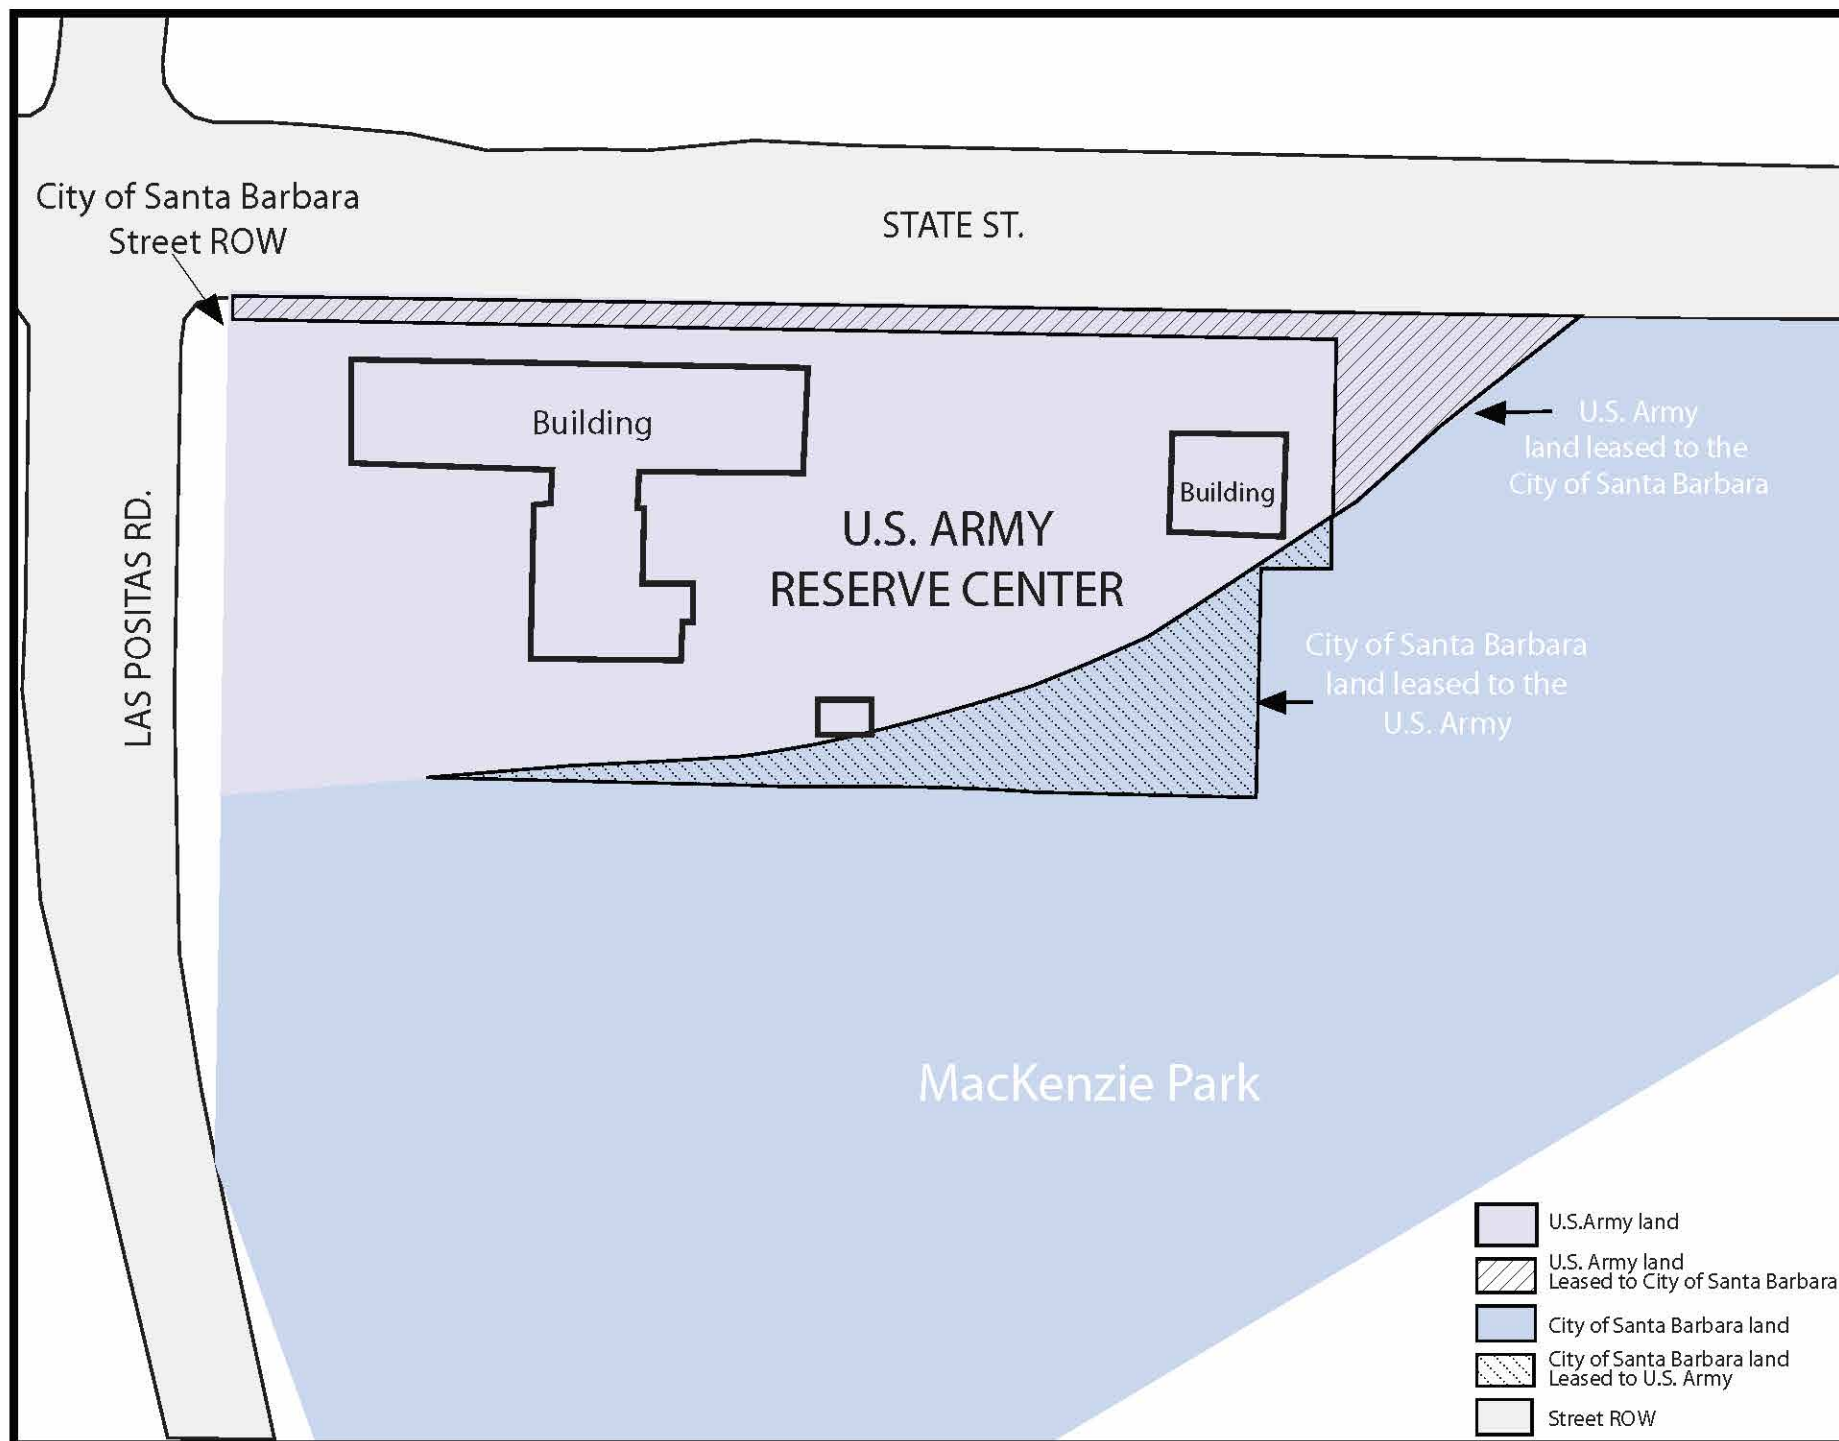 City of Santa Barbara
Street ROW
STATE ST.
Building
Building
U.S. ARMY
RESERVE CENTER
LAS POSITAS RD.
U.S. Army
land leased to the
City of Santa Barbara
City of Santa Barbara
land leased to the
U.S. Army
MacKenzie Park
U.S.Army land
U.S. Army land
Leased to City of Santa Barbara
City of Santa Barbara land
City of Santa Barbara land
Leased to U.S. Army
Street ROW